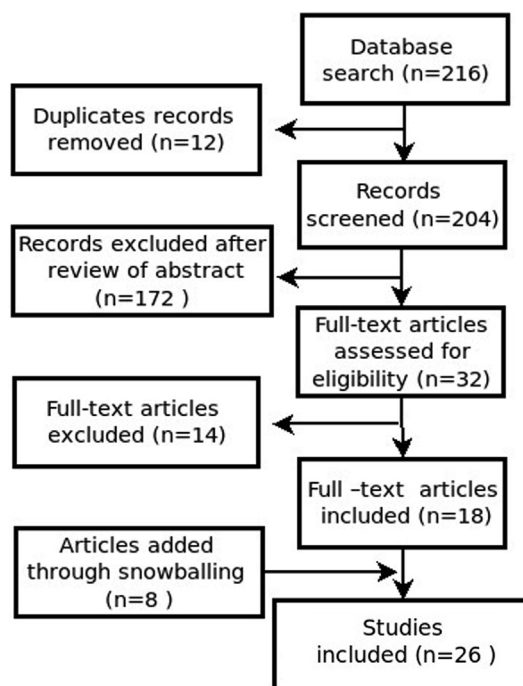 Database
search (n=216)
Duplicates records
removed (n=12)
Records
screened (n=204)
Records excluded after
review of abstract
(n=172 )
Full-text articles
assessed for
eligibility (n=32)
Full-text articles
excluded (n=14)
Full –text articles
included (n=18)
Articles added
through snowballing
(n=8 )
Studies
included (n=26 )